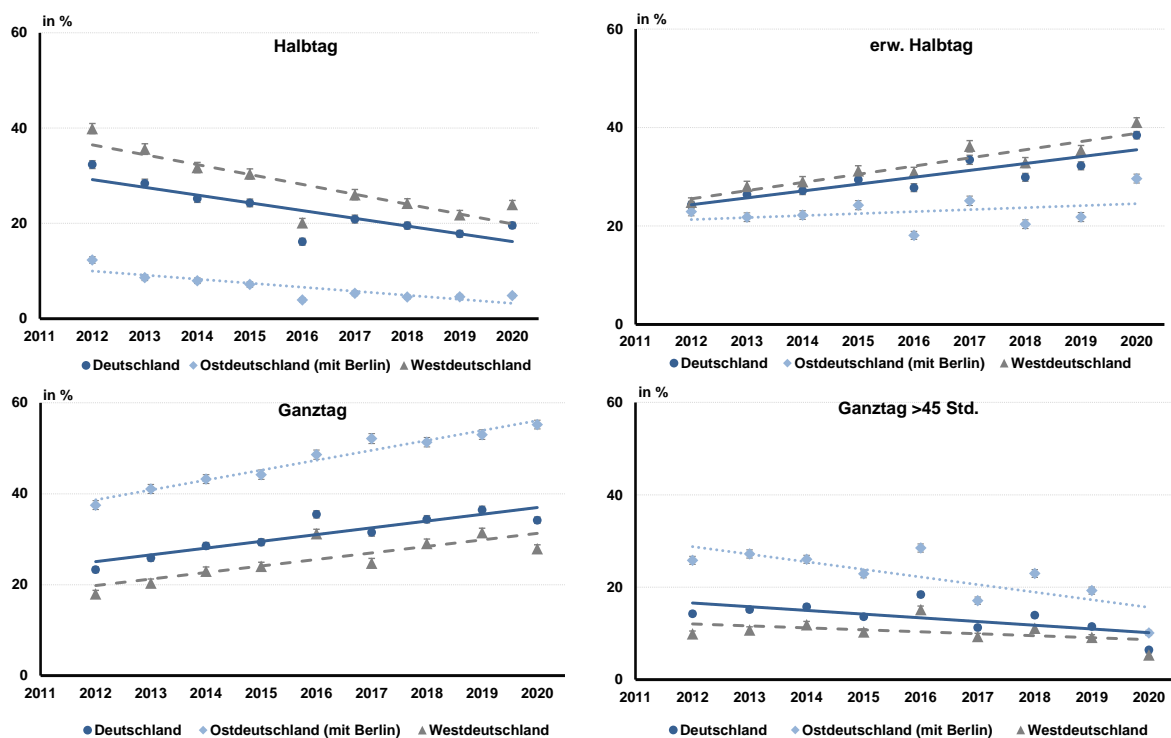 in %
Halbtag
60
40
20
0
2011 2012 2013 2014 2015 2016 2017 2018 2019 2020
Deutschland Ostdeutschland (mit Berlin) Westdeutschland
in %
erw. Halbtag
60
40
20
0
2011 2012 2013 2014 2015 2016 2017 2018 2019 2020
Deutschland Ostdeutschland (mit Berlin) Westdeutschland
in %
Ganztag
60
40
20
0
2011 2012 2013 2014 2015 2016 2017 2018 2019 2020
Deutschland Ostdeutschland (mit Berlin) Westdeutschland
in %
Ganztag >45 Std.
60
40
20
0
2011 2012 2013 2014 2015 2016 2017 2018 2019 2020
Deutschland Ostdeutschland (mit Berlin) Westdeutschland